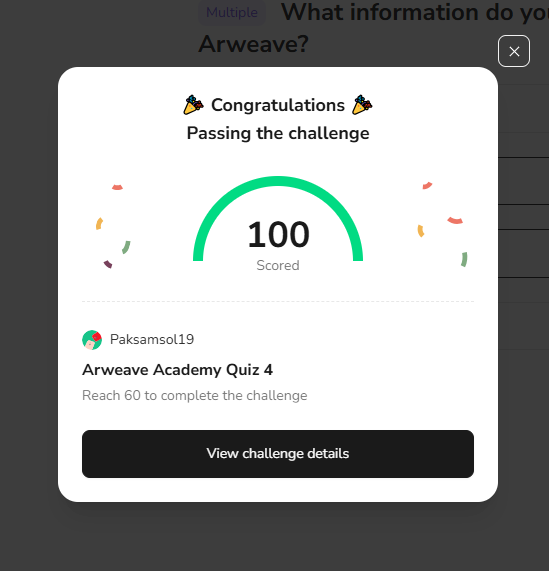 Multiple What information do you
Arweave?
Congratulations
Passing the challenge
100
Scored
Paksamsol19
Arweave Academy Quiz 4
Reach 60 to complete the challenge
View challenge details